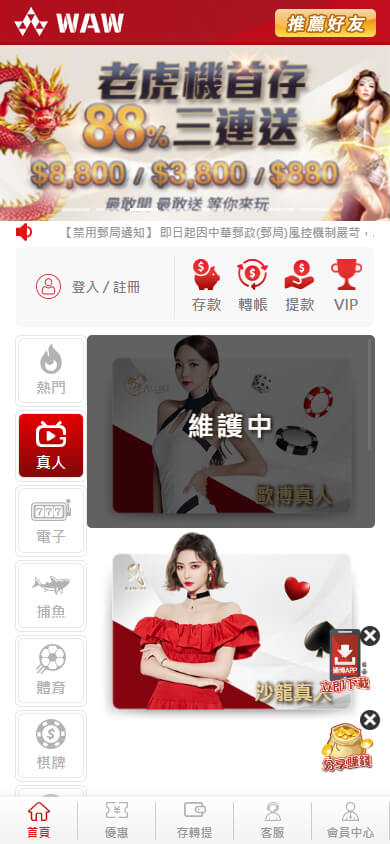 WAW
推薦好友
老虎機首存
88%三連送
$8,800 / $3,800 / $880
最敢開 最敢送 等你來玩
【禁用郵局通知】 即日起因中華郵政(郵局)風控機制嚴苛，
登入 / 註冊
存款
轉帳
提款
VIP
熱門
維護中
歐博真人
真人
777
電子
捕魚
沙龍真人
體育
APP
立即下載
棋牌
分享賺錢
首頁
優惠
存轉提
客服
會員中心